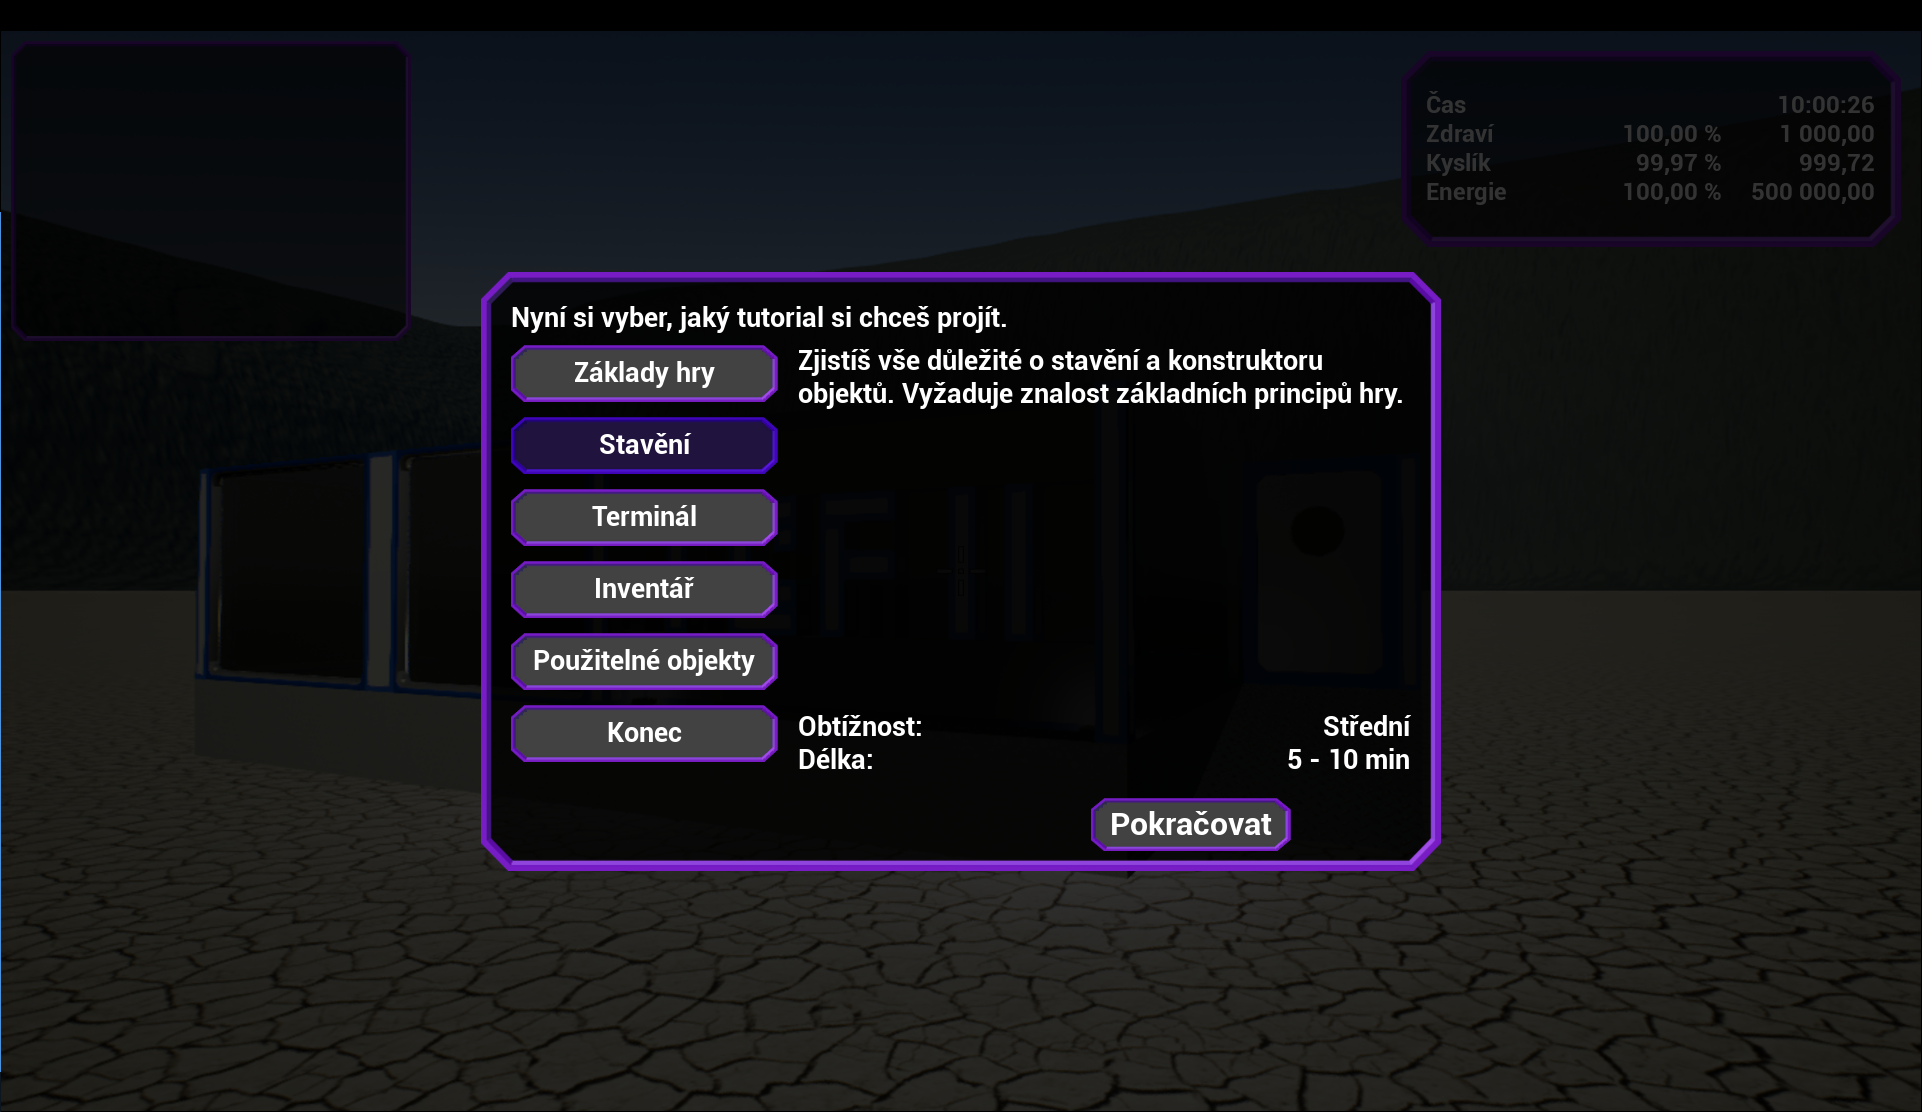 Čas 10:00:26
Zdraví 100,00 % 1 000,00
Kyslík 99,97 % 999,72
Energie 100,00 % 500 000,00
Nyní si vyber, jaký tutorial si chceš projít.
Základy hry
Stavění
Terminál
Inventář
Použitelné objekty
Konec
Zjistíš vše důležité o stavění a konstruktoru
objektů. Vyžaduje znalost základních principů hry.
Obtížnost: Střední
Délka: 5 - 10 min
Pokračovat